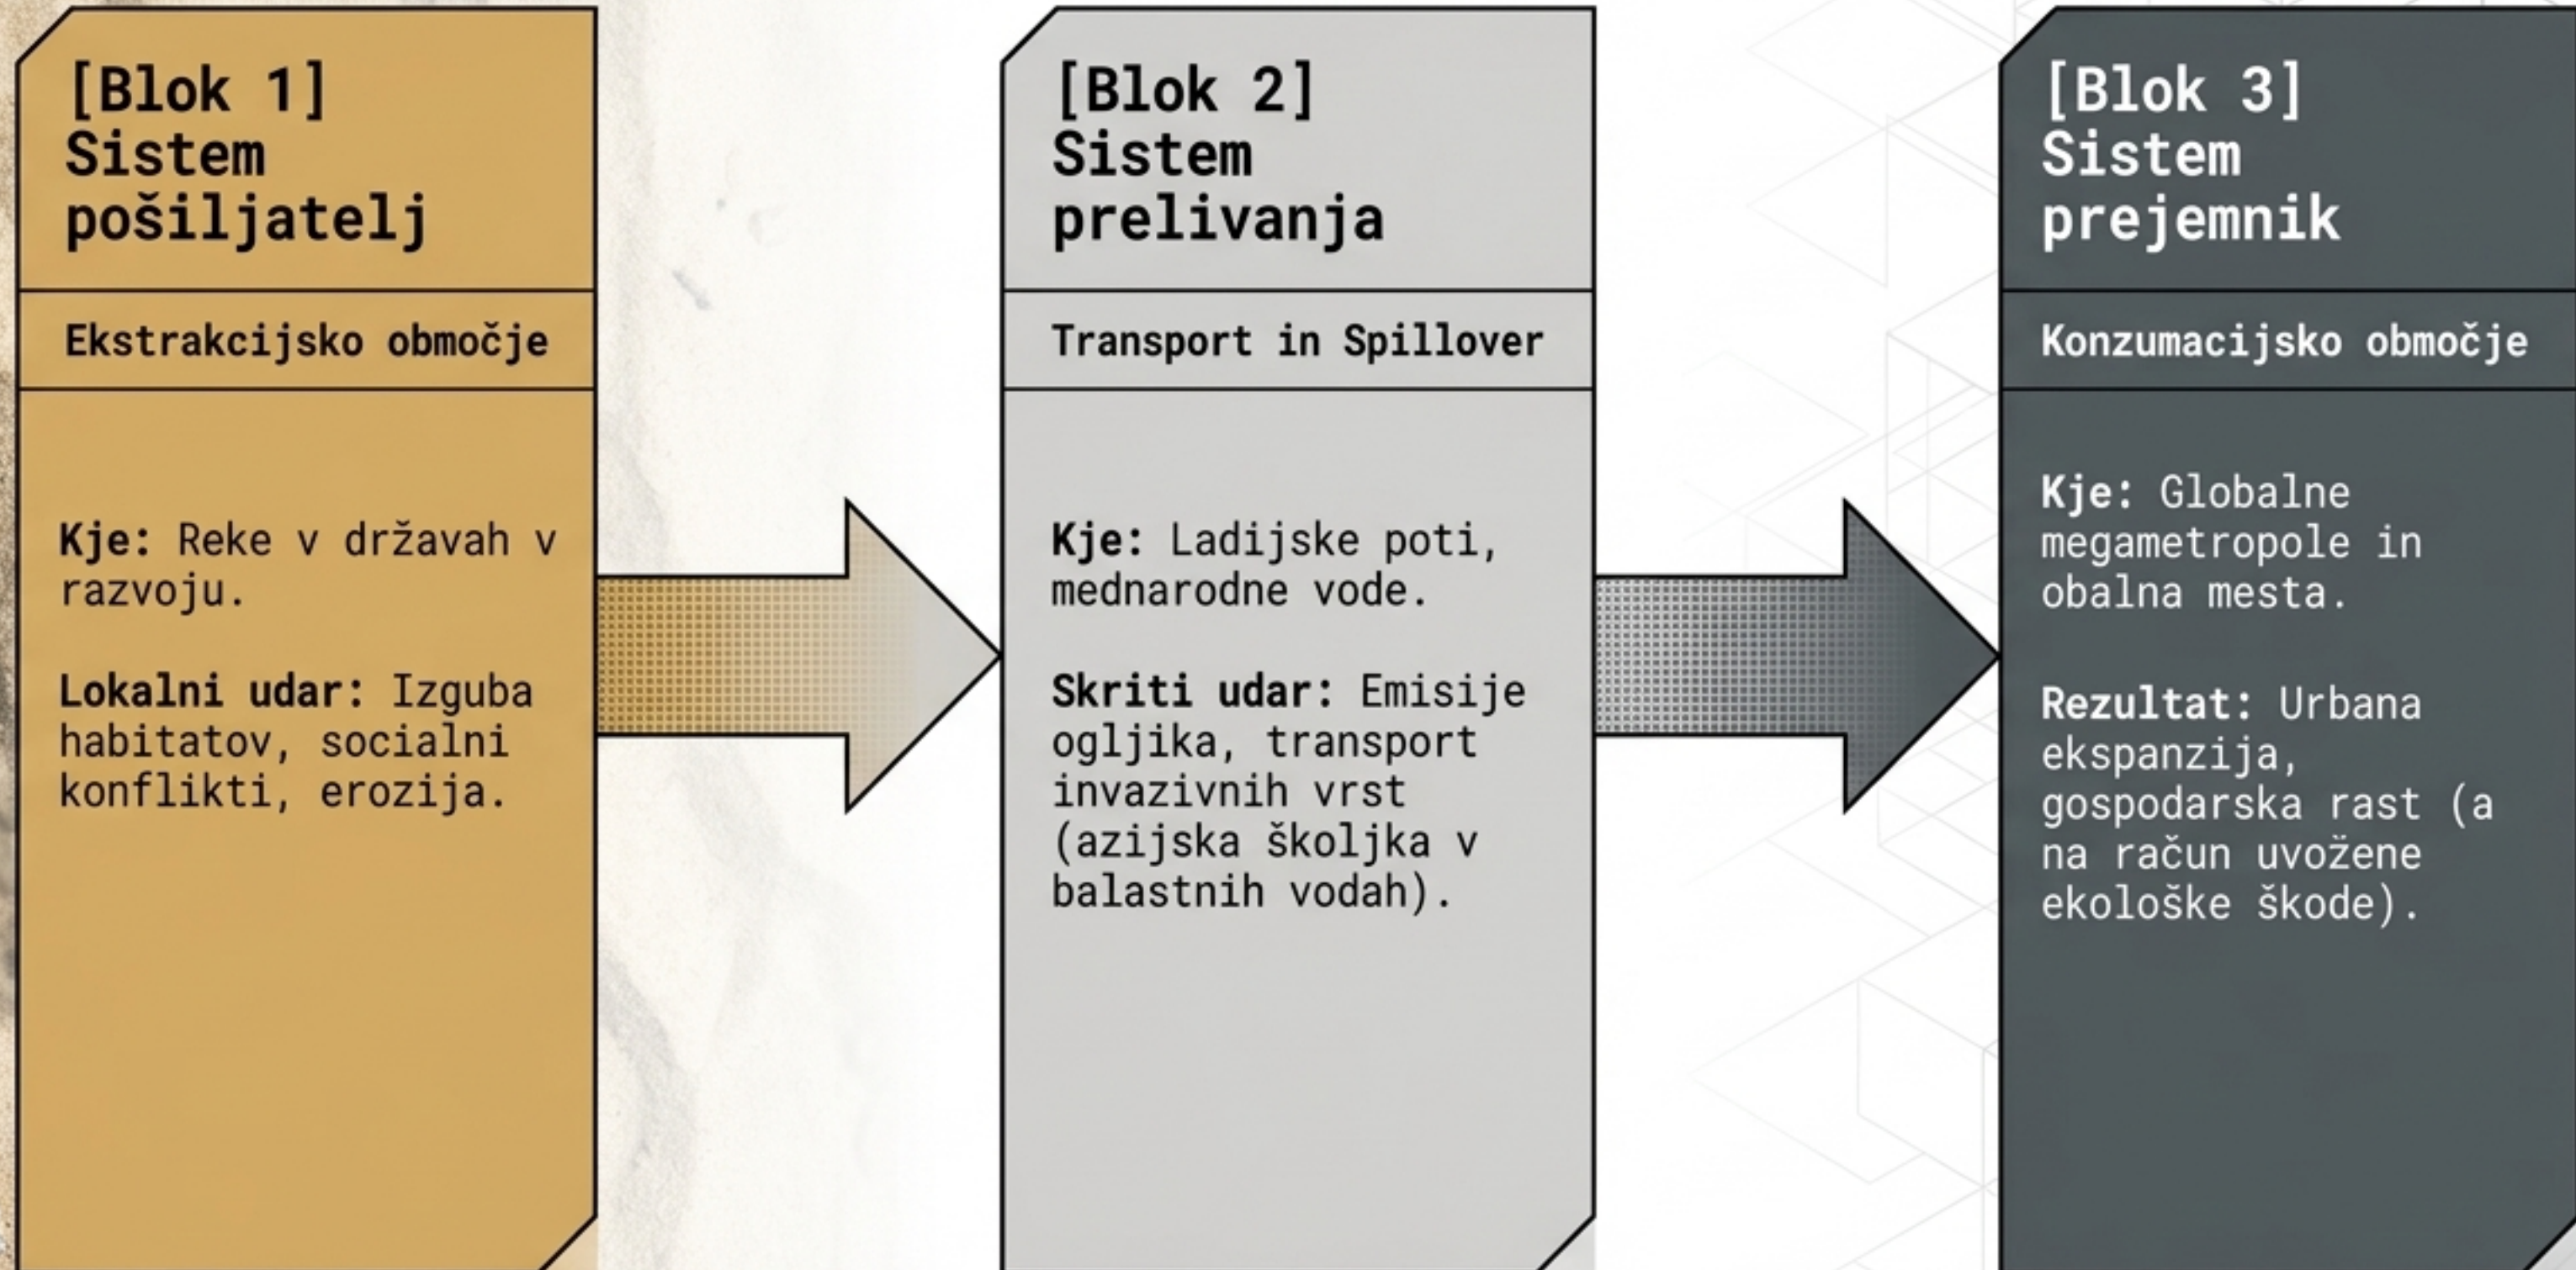 [Blok 1]
Sistem
pošiljatelj
Ekstrakcijsko območje
Kje: Reke v državah v
razvoju.
Lokalni udar: Izguba
habitatov, socialni
konflikti, erozija.
[Blok 2]
Sistem
prelivanja
Transport in Spillover
Kje: Ladijske poti,
mednarodne vode.
Skriti udar: Emisije
ogljika, transport
invazivnih vrst
(azijska školjka v
balastnih vodah).
[Blok 3]
Sistem
prejemnik
Konzumacijsko območje
Kje: Globalne
megametropole in
obalna mesta.
Rezultat: Urbana
ekspanzija,
gospodarska rast (a
na račun uvožene
ekološke škode).